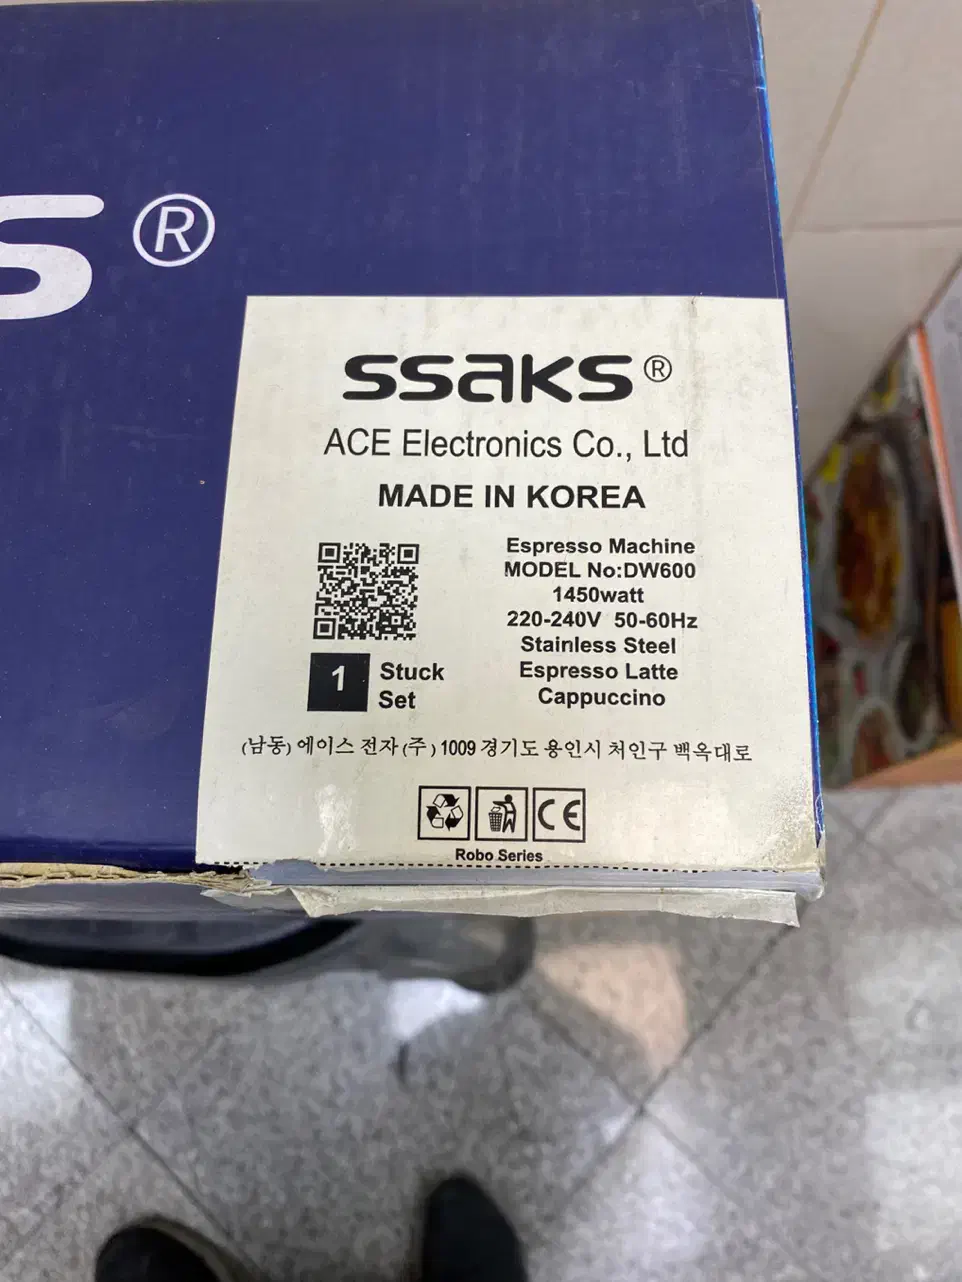 S®
SSAKS®
ACE Electronics Co., Ltd
MADE IN KOREA
Espresso Machine
MODEL No:DW600
1450watt
220-240V 50-60Hz
Stainless Steel
Espresso Latte
Cappuccino
1 Stuck
Set
(남동) 에이스 전자 (주) 1009 경기도 용인시 처인구 백옥대로
CE
Robo Series